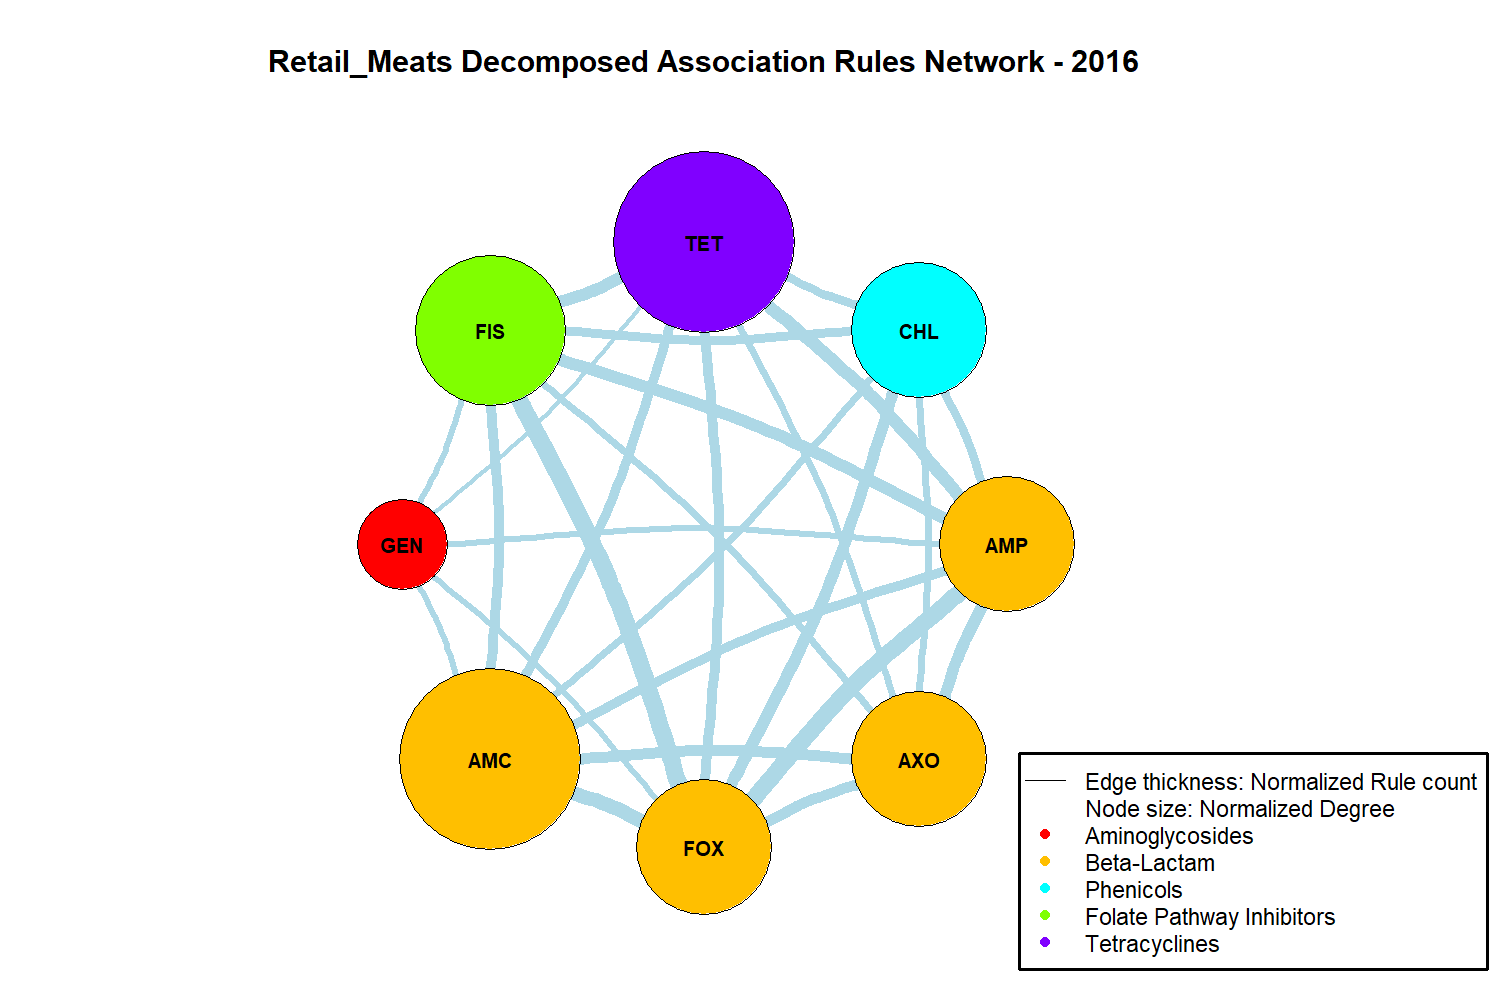 Retail_Meats Decomposed Association Rules Network - 2016
TET
FIS
CHL
GEN
AMP
AMC
AXO
FOX
Edge thickness: Normalized Rule count
Node size: Normalized Degree
Aminoglycosides
Beta-Lactam
Phenicols
Folate Pathway Inhibitors
Tetracyclines